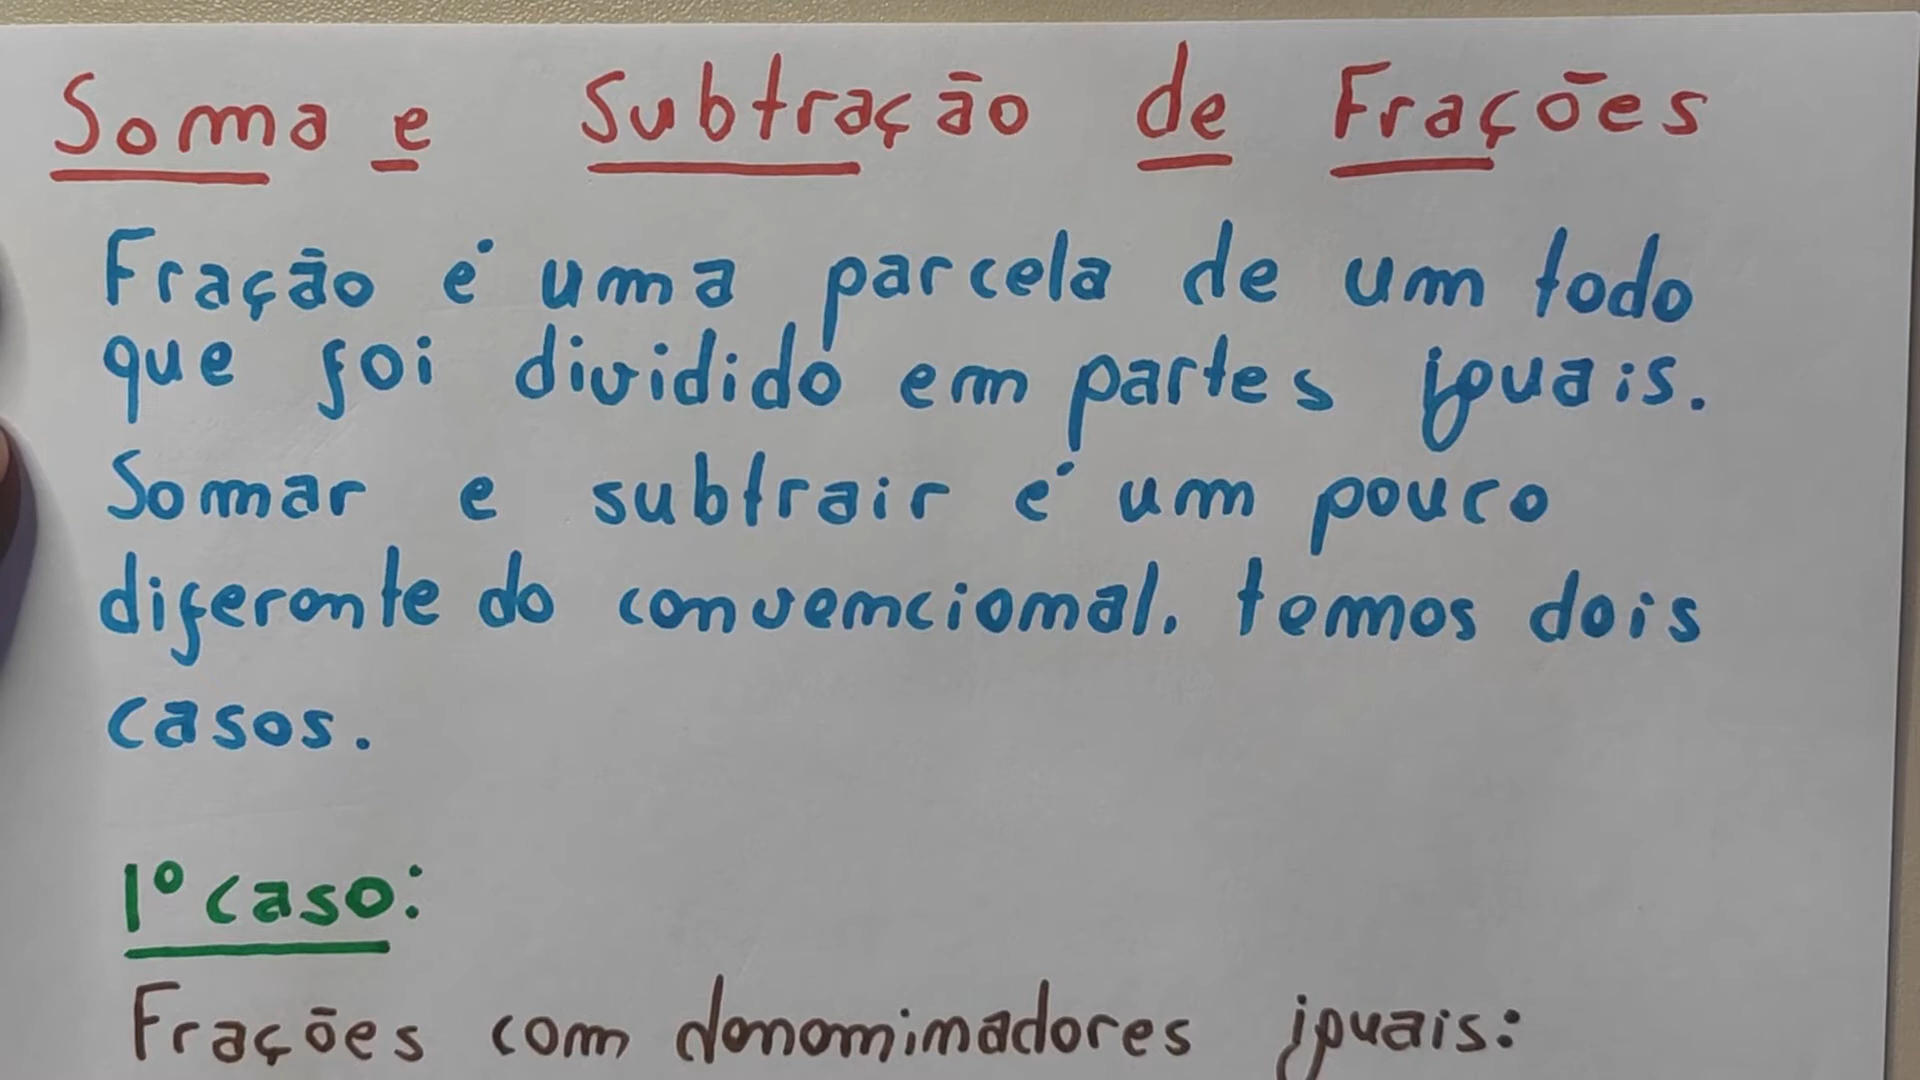 Soma e Subtração de Frações
Fração é uma parcela de um todo
que foi dividido em partes iguais.
Somar e subtrair é um pouco
diferente do convencional. temos dois
casos.
1º caso:
Frações com denominadores iguais: